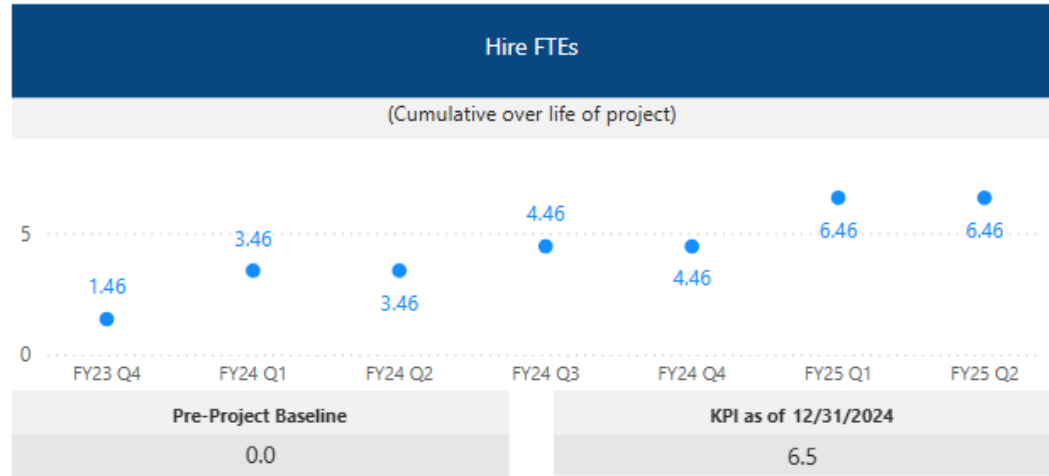 Hire FTEs
(Cumulative over life of project)
5
0
1.46
3.46
3.46
4.46
4.46
6.46
6.46
FY23 Q4 FY24 Q1 FY24 Q2 FY24 Q3 FY24 Q4 FY25 Q1 FY25 Q2
Pre-Project Baseline KPI as of 12/31/2024
0.0 6.5